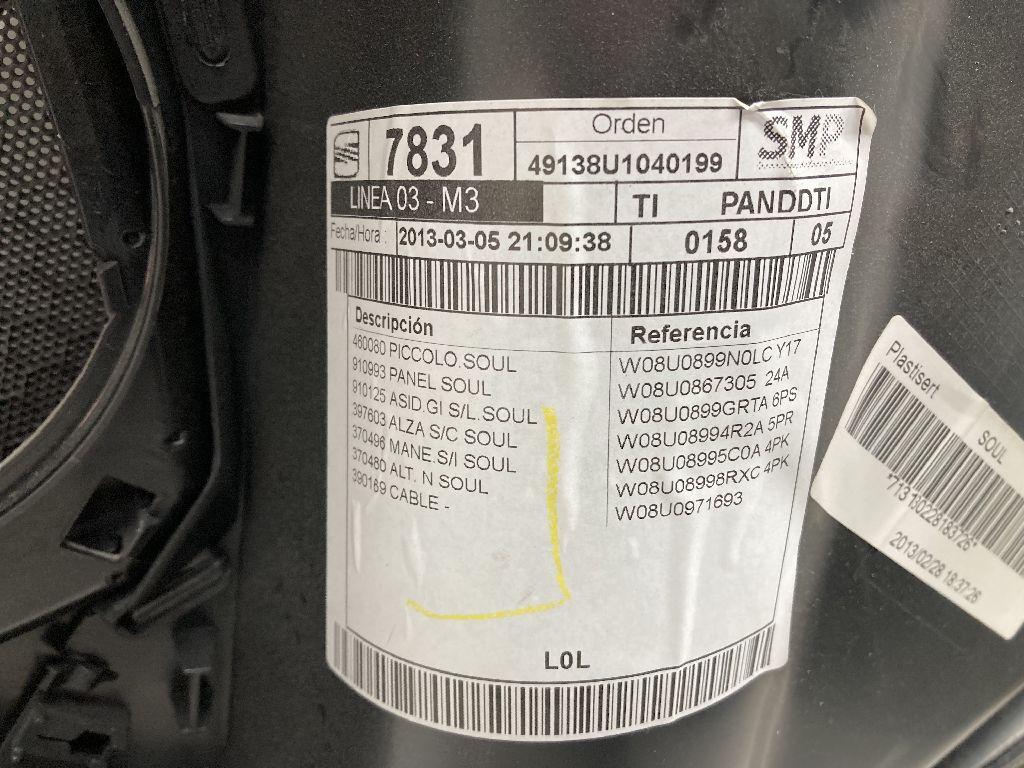 7831
Orden
49138U1040199
SMP
LINEA 03 - M3
TI
PANDDTI
Fecha/Hora :
2013-03-05 21:09:38
0158
05
Descripción
Referencia
460080 PICCOLO.SOUL
W08U0899N0LC Y17
910993 PANEL SOUL
W08U0867305 24A
910125 ASID.GI S/L.SOUL
W08U0899GRTA 6PS
397603 ALZA S/C SOUL
W08U08994R2A 5PR
370496 MANE.S/I SOUL
W08U08995C0A 4PK
370480 ALT. N SOUL
W08U08998RXC 4PK
390189 CABLE -
W08U0971693
L0L
Plastisert
SOUL
2013/02/28 18:37:26